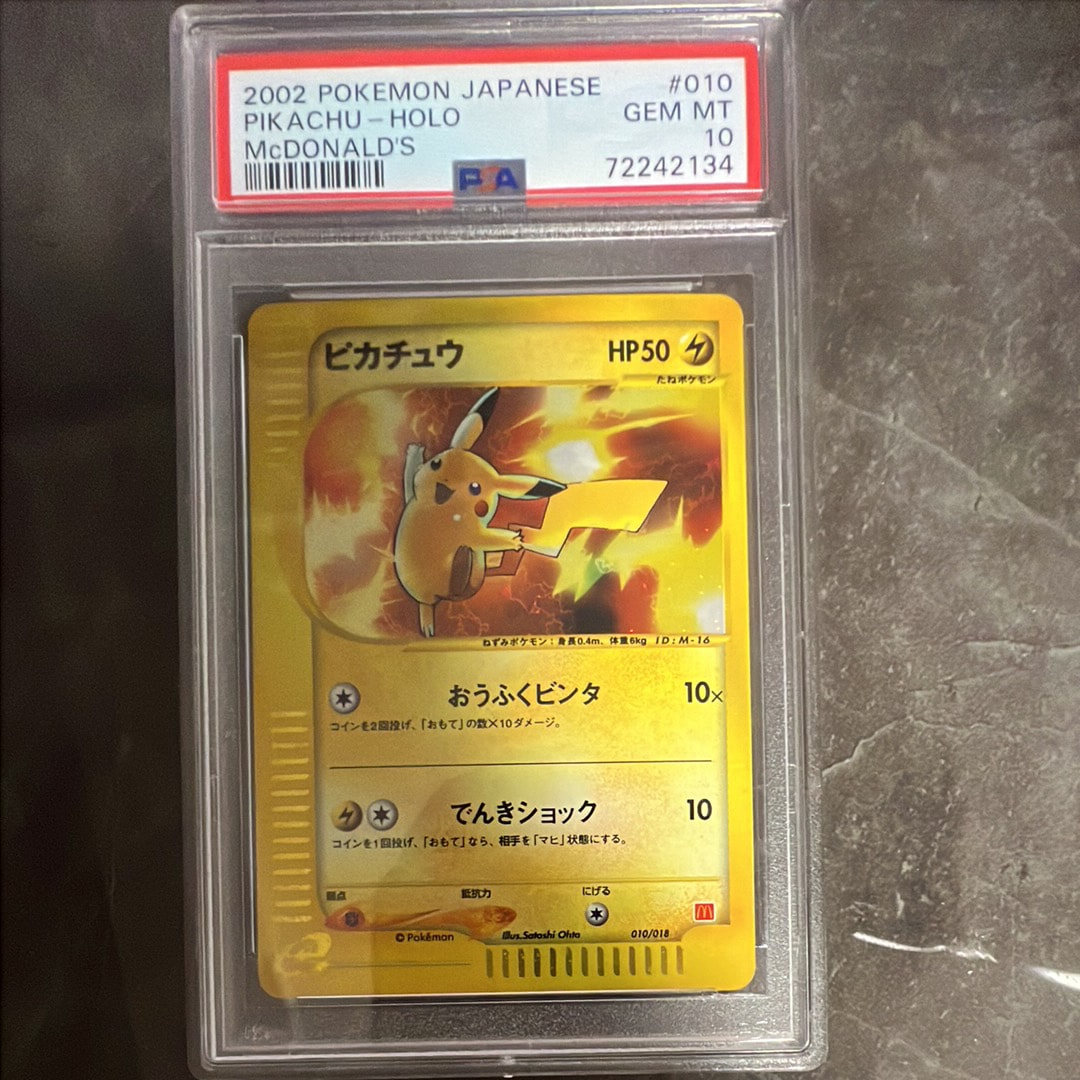 2002 POKEMON JAPANESE #010
PIKACHU - HOLO GEM MT
McDONALD'S 10
PSA 72242134
ピカチュウ HP50
たねポケモン
ねずみポケモン：身長0.4m、体重6kg ID:M-16
おうふくビンタ 10×
コインを2回投げ、「おもて」の数×10ダメージ。
でんきショック 10
コインを1回投げ、「おもて」なら、相手を「マヒ」状態にする。
弱点 抵抗力 にげる
©Pokémon Illus.Satoshi Ohta 010/018